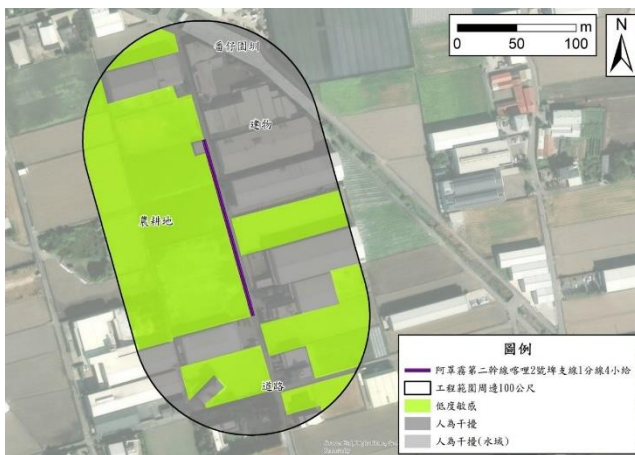 N
0 50 100 m
番仔園圳
建物
農耕地
道路
圖例
阿罩霧第二幹線喀哩2號埤支線1分線4小給
工程範圍周邊100公尺
低度敏感
人為干擾
人為干擾(水域)